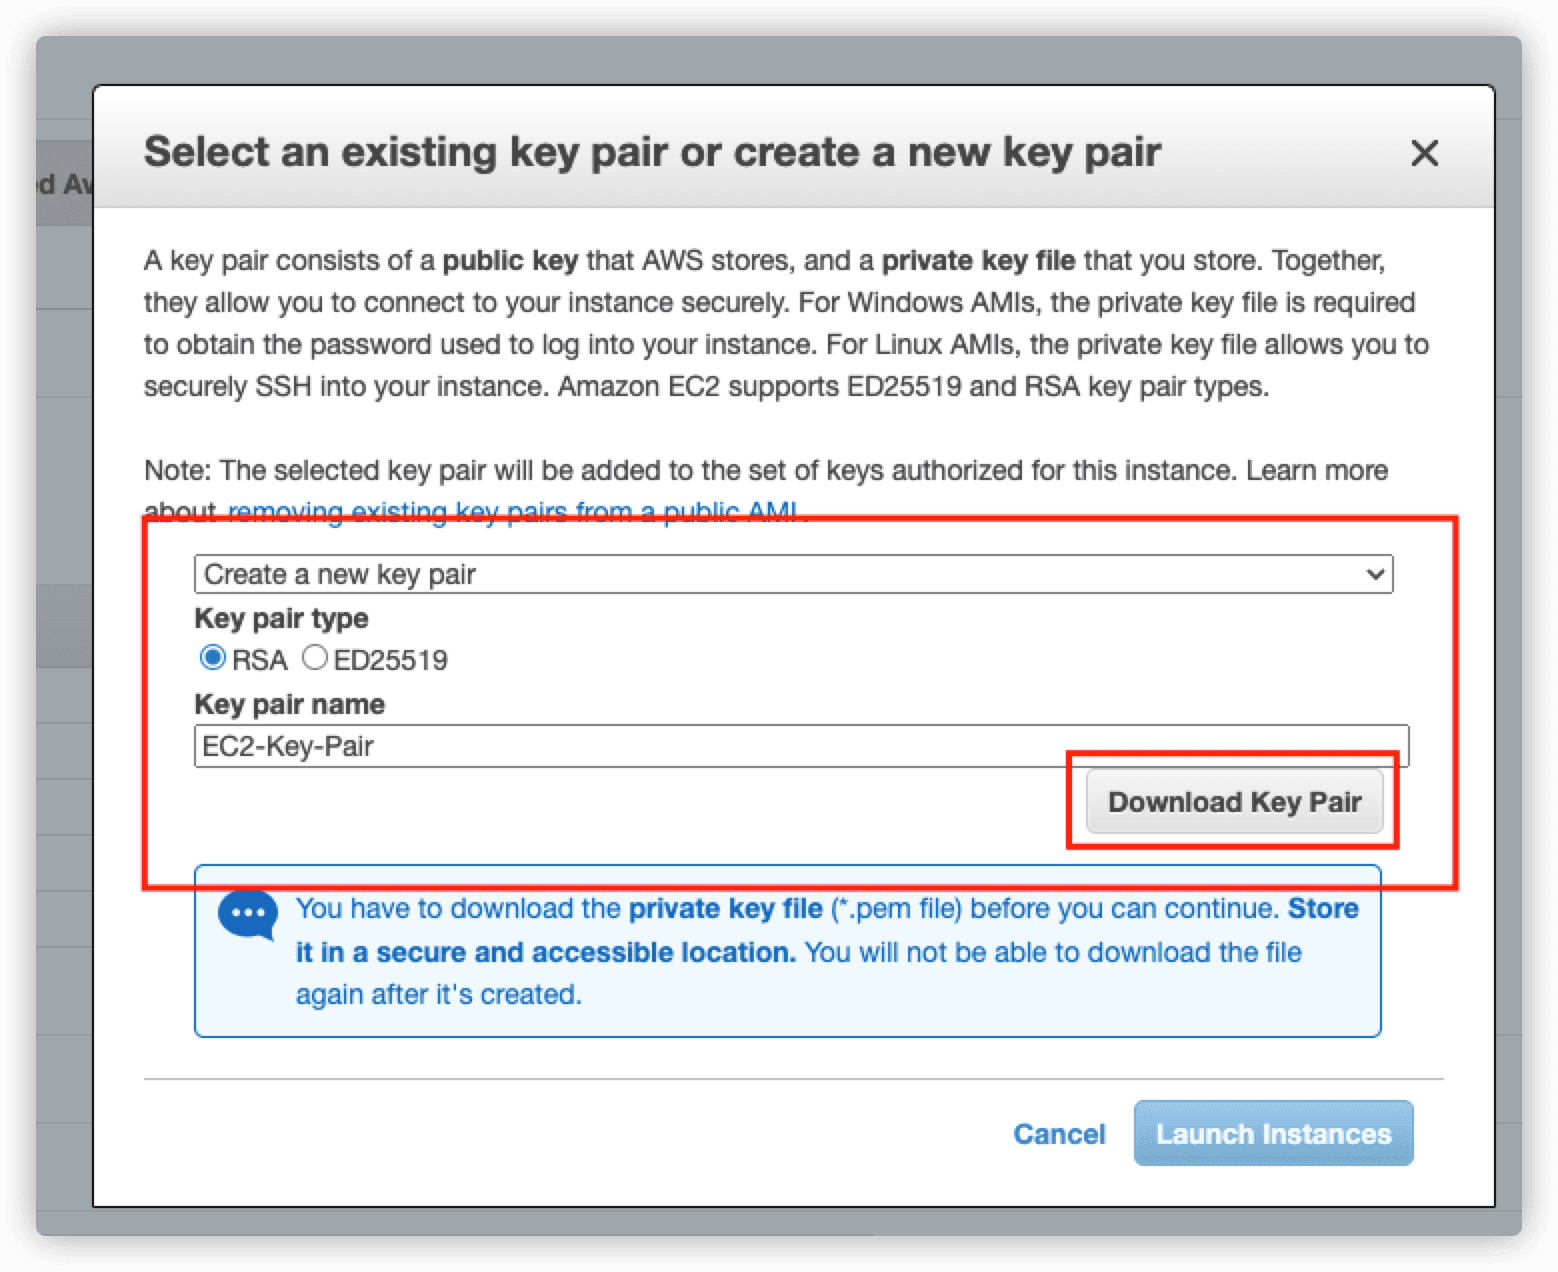 Select an existing key pair or create a new key pair
ed Av
A key pair consists of a public key that AWS stores, and a private key file that you store. Together,
they allow you to connect to your instance securely. For Windows AMIs, the private key file is required
to obtain the password used to log into your instance. For Linux AMIs, the private key file allows you to
securely SSH into your instance. Amazon EC2 supports ED25519 and RSA key pair types.
Note: The selected key pair will be added to the set of keys authorized for this instance. Learn more
about removing existing key pairs from a public AMI.
Create a new key pair
Key pair type
RSA ED25519
Key pair name
EC2-Key-Pair
Download Key Pair
You have to download the private key file (*.pem file) before you can continue. Store
it in a secure and accessible location. You will not be able to download the file
again after it's created.
Cancel Launch Instances